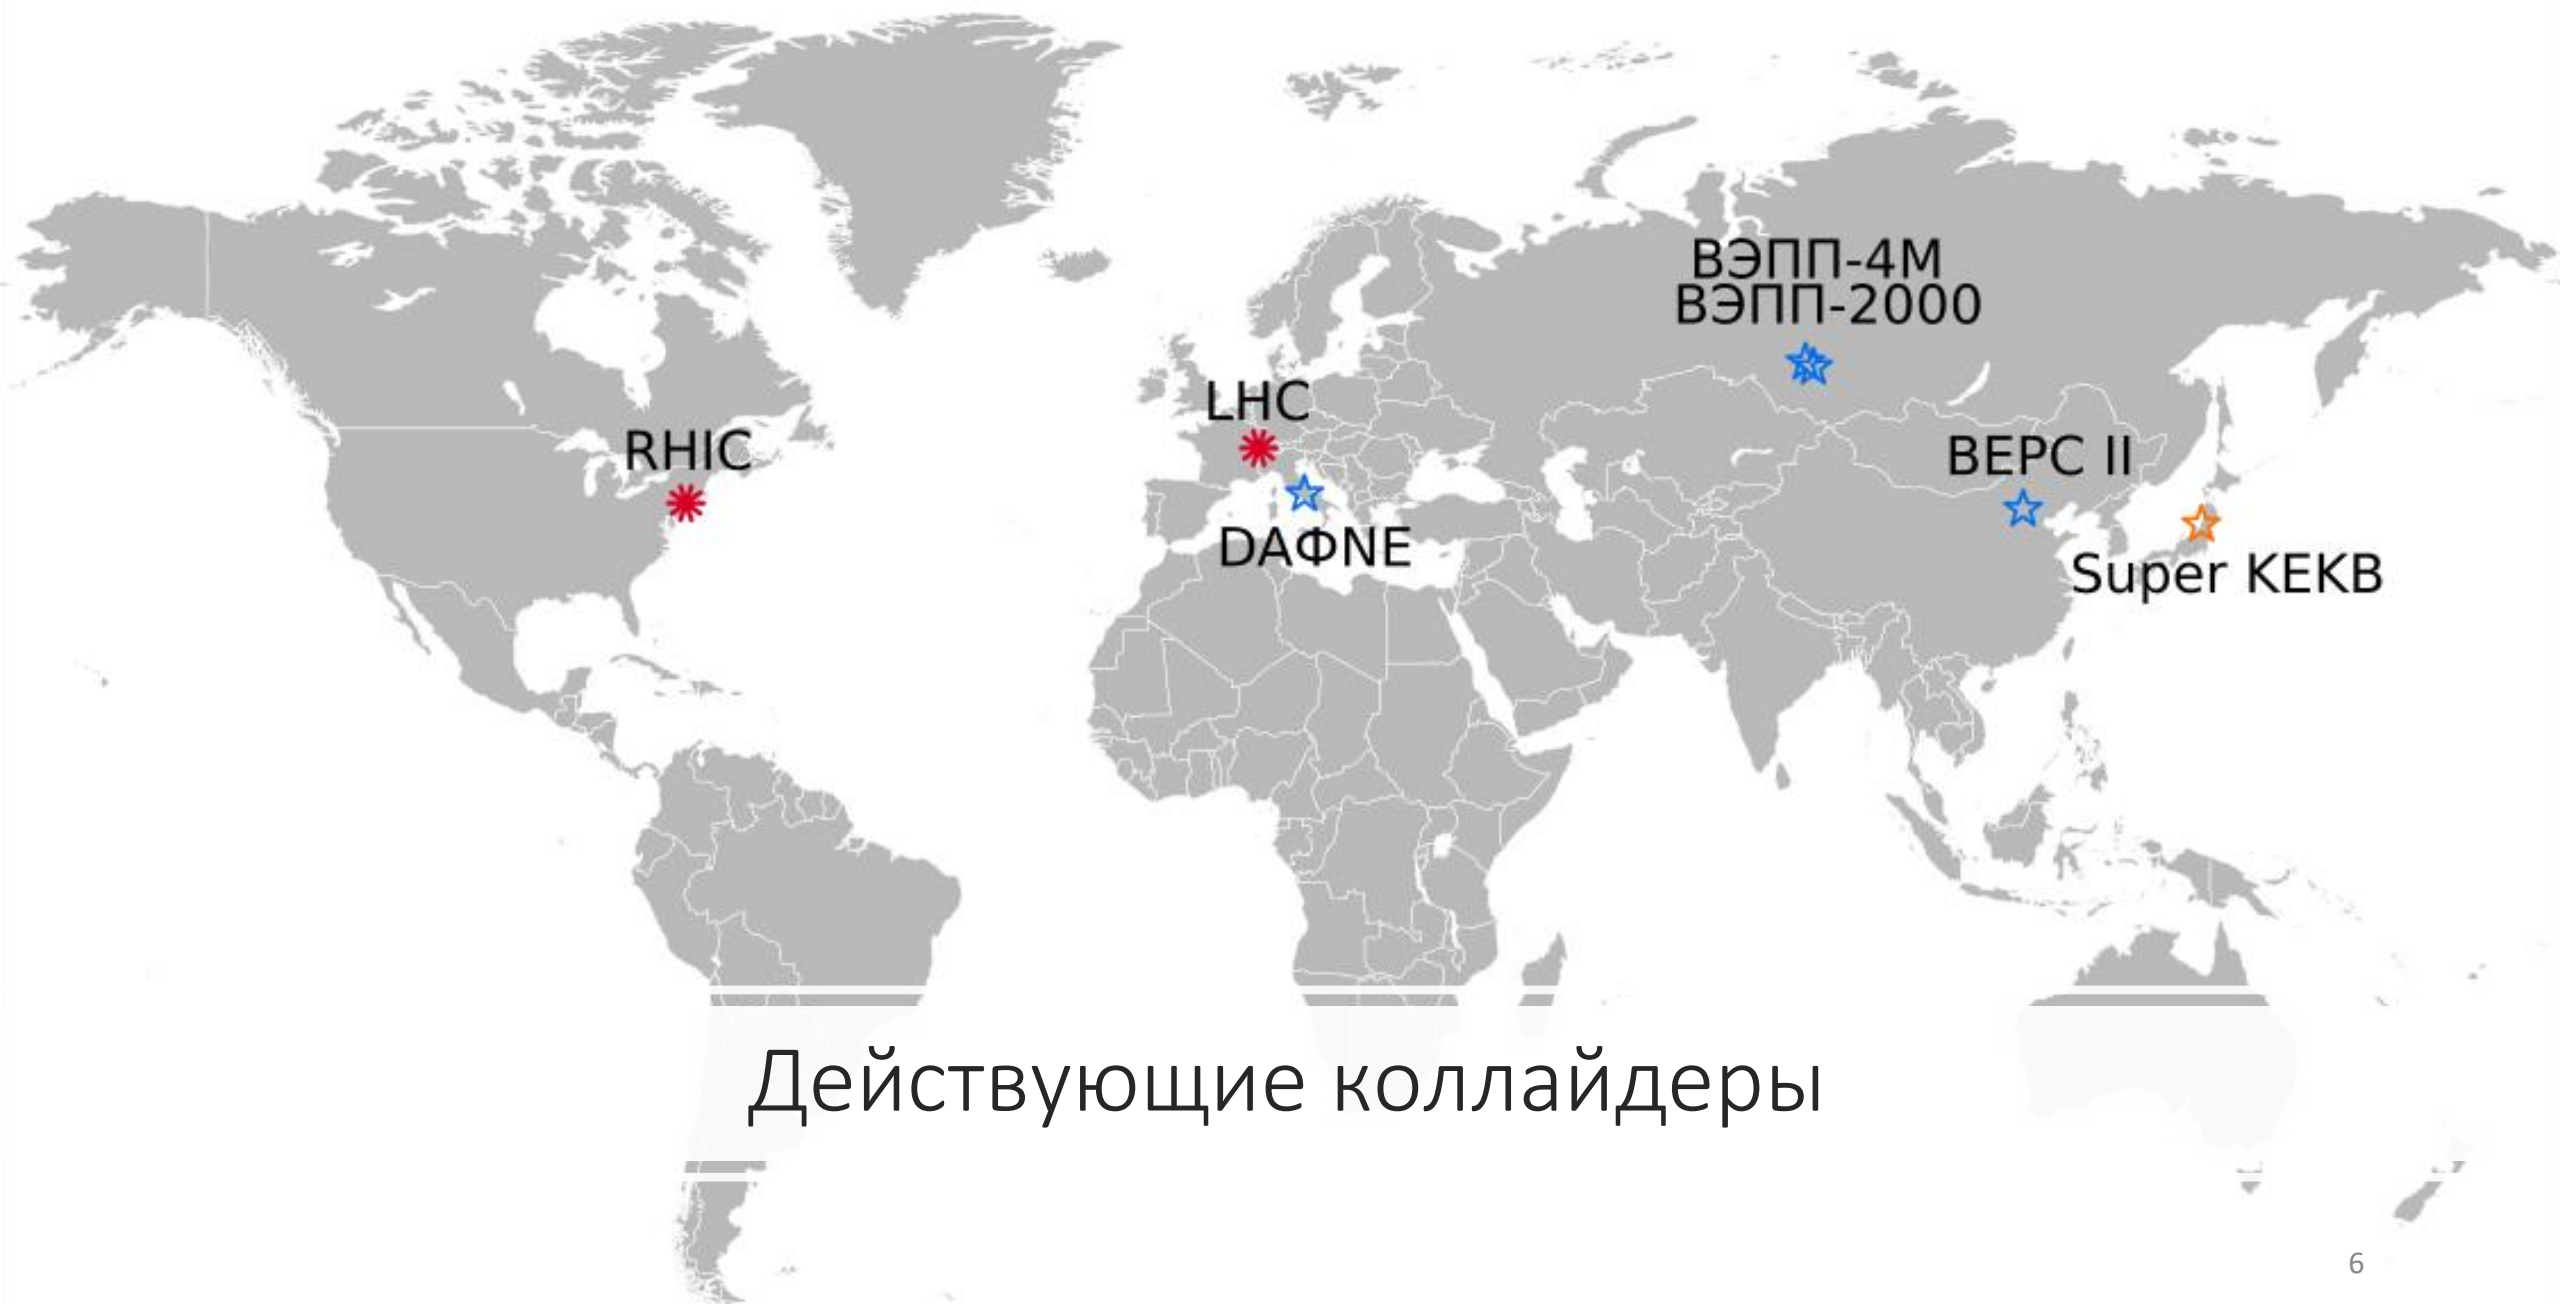 ВЭПП-4М
ВЭПП-2000
LHC
RHIC
BEPC II
DAΦNE
Super KEKB
Действующие коллайдеры
6